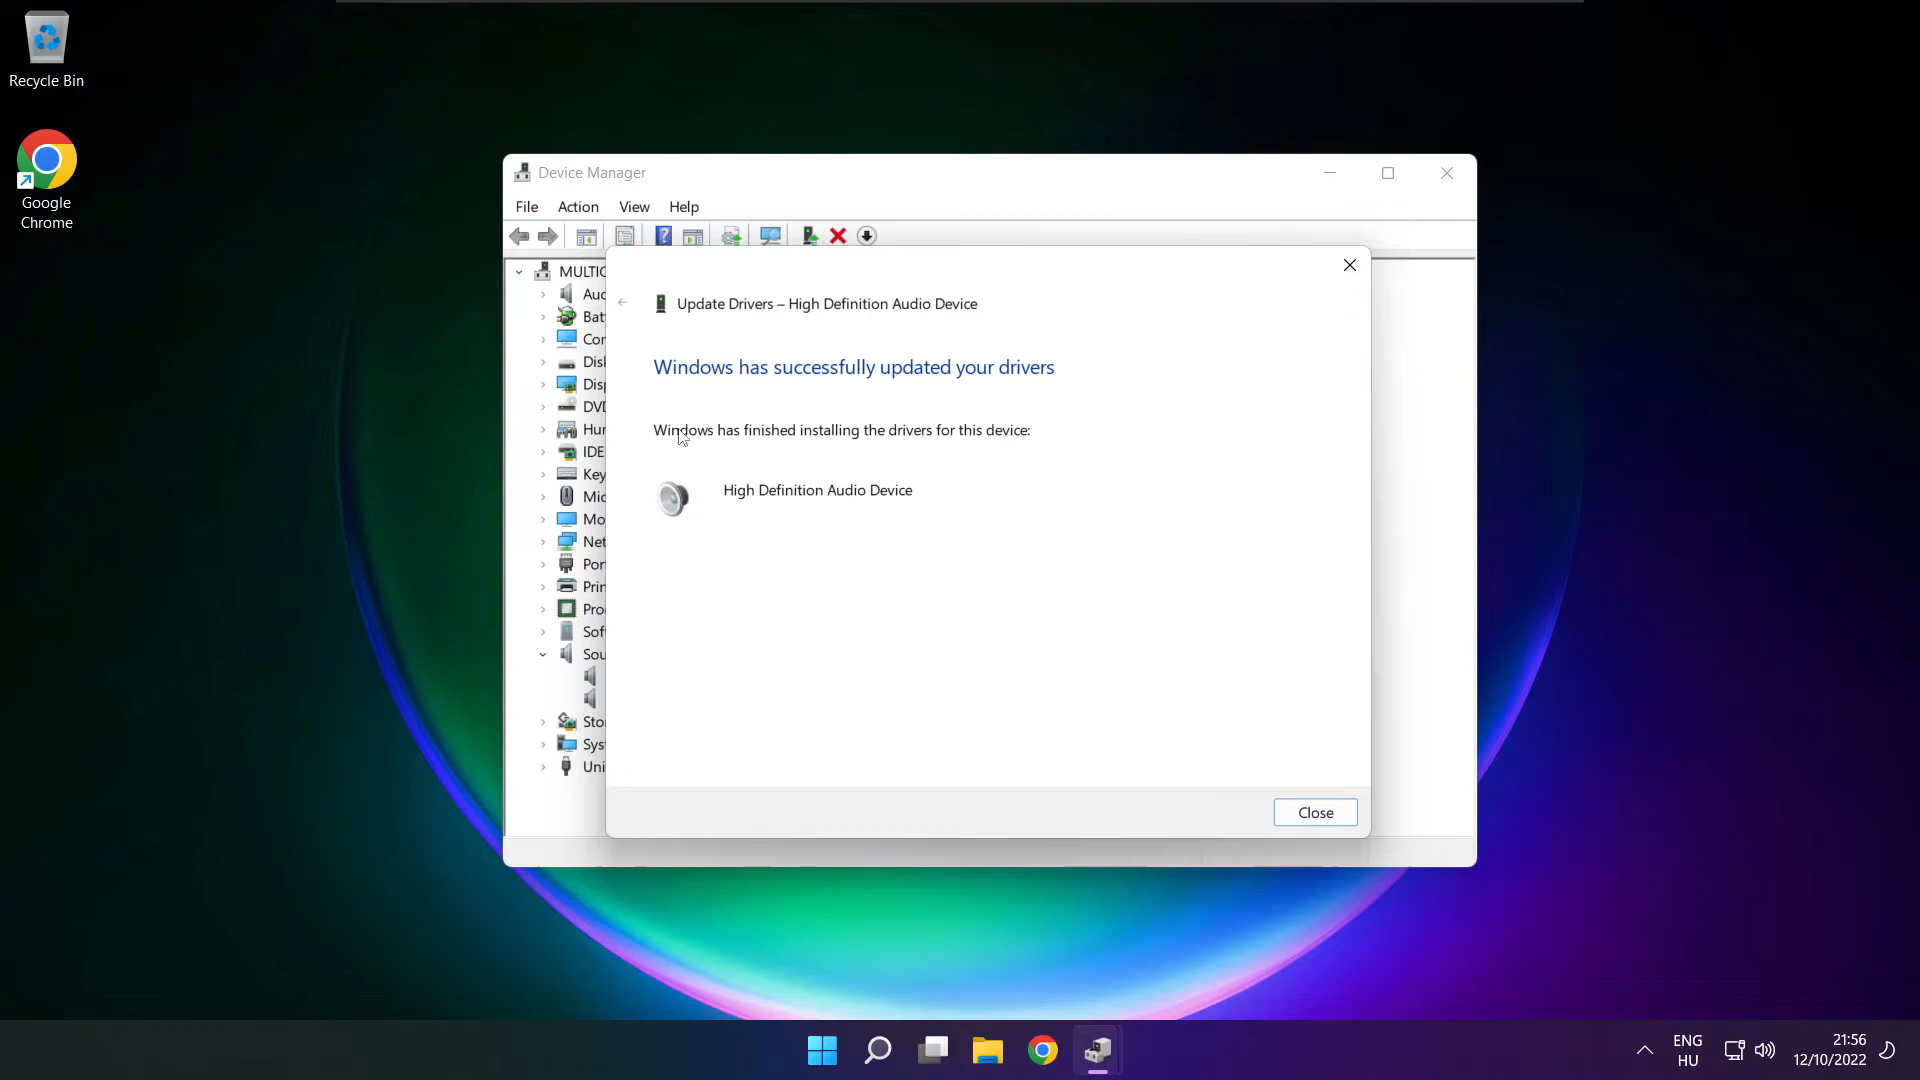 Recycle Bin
Google
Chrome
Device Manager
File Action View Help
Update Drivers – High Definition Audio Device
Windows has successfully updated your drivers
Windows has finished installing the drivers for this device:
High Definition Audio Device
Close
MULTIC
Aud
Bat
Cor
Disk
Disp
DVD
Hur
IDE
Key
Mic
Mo
Net
Por
Prin
Pro
Sof
Sou
Sto
Syst
Uni
ENG
HU
21:56
12/10/2022